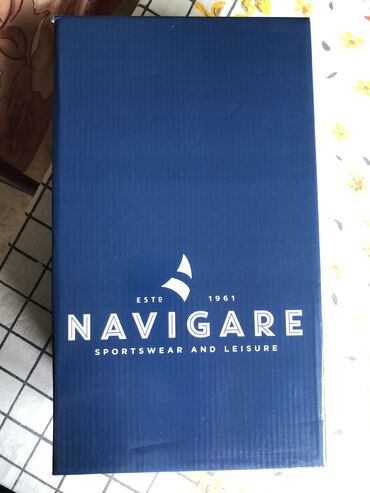 ESTD 1961
NAVIGARE
SPORTSWEAR AND LEISURE